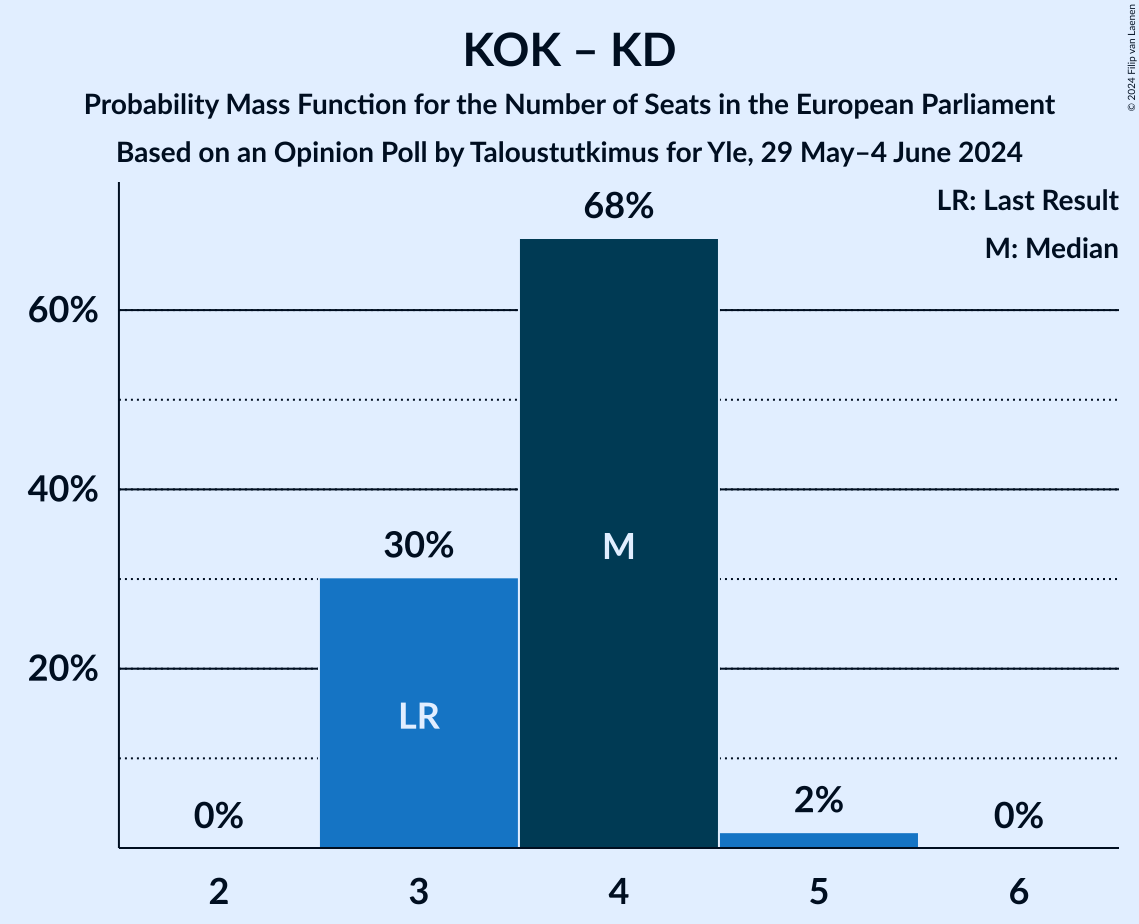 KOK – KD
Probability Mass Function for the Number of Seats in the European Parliament
Based on an Opinion Poll by Taloustutkimus for Yle, 29 May–4 June 2024
© 2024 Filip van Laenen
LR: Last Result
M: Median
68%
60%
40%
30%
M
20%
LR
0%
2%
0%
2 3 4 5 6